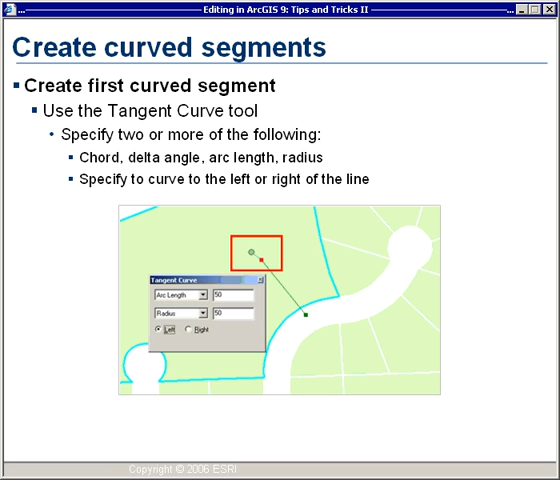 Editing in ArcGIS 9: Tips and Tricks II
Create curved segments
Create first curved segment
Use the Tangent Curve tool
Specify two or more of the following:
Chord, delta angle, arc length, radius
Specify to curve to the left or right of the line
Tangent Curve
Arc Length 50
Radius 50
Left Right
Copyright © 2006 ESRI